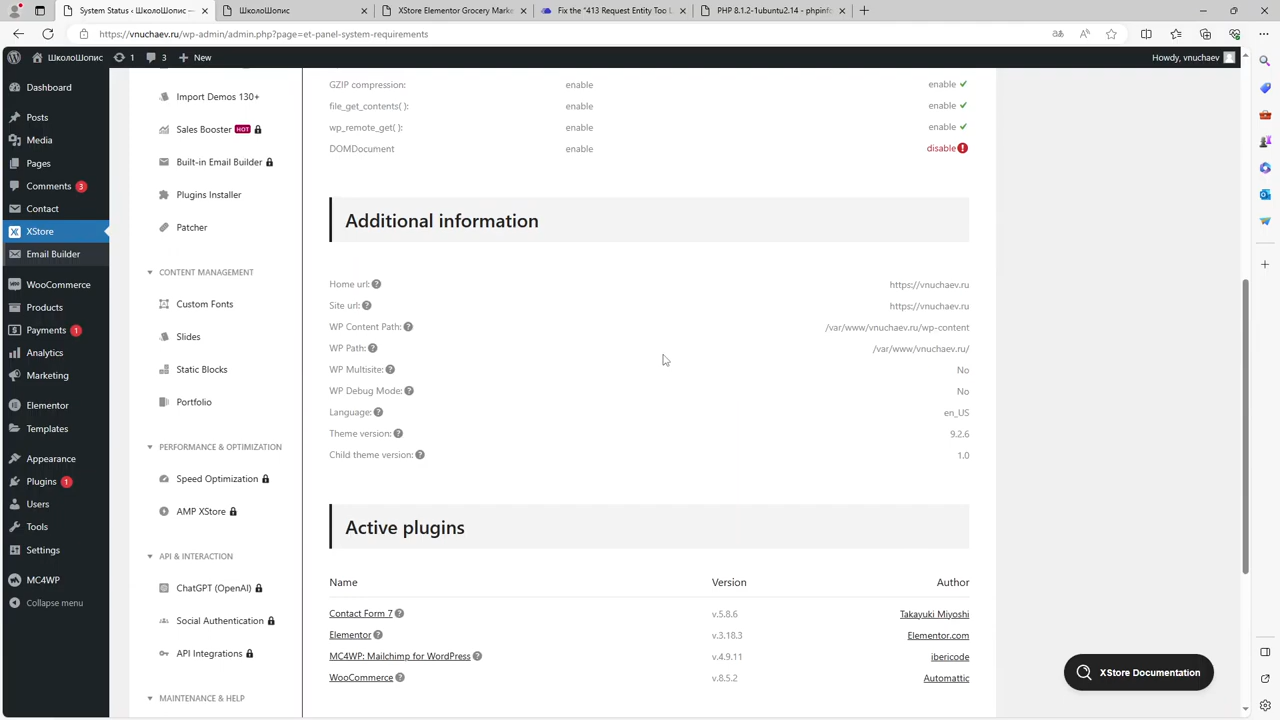 System Status ‹ ШколоШопис —
ШколоШопис
XStore Elementor Grocery Marke
Fix the "413 Request Entity Too L
PHP 8.1.2-1ubuntu2.14 - phpinfo
https://vnuchaev.ru/wp-admin/admin.php?page=et-panel-system-requirements
ШколоШопис 1 3 New
Howdy, vnuchaev
Dashboard
Posts
Media
Pages
Comments 3
Contact
XStore
Email Builder
WooCommerce
Products
Payments 1
Analytics
Marketing
Elementor
Templates
Appearance
Plugins 1
Users
Tools
Settings
MC4WP
Collapse menu
Import Demos 130+
Sales Booster HOT
Built-in Email Builder
Plugins Installer
Patcher
CONTENT MANAGEMENT
Custom Fonts
Slides
Static Blocks
Portfolio
PERFORMANCE & OPTIMIZATION
Speed Optimization
AMP XStore
API & INTERACTION
ChatGPT (OpenAI)
Social Authentication
API Integrations
MAINTENANCE & HELP
GZIP compression: enable enable
file_get_contents( ): enable enable
wp_remote_get( ): enable enable
DOMDocument enable disable
Additional information
Home url: https://vnuchaev.ru
Site url: https://vnuchaev.ru
WP Content Path: /var/www/vnuchaev.ru/wp-content
WP Path: /var/www/vnuchaev.ru/
WP Multisite: No
WP Debug Mode: No
Language: en_US
Theme version: 9.2.6
Child theme version: 1.0
Active plugins
Name Version Author
Contact Form 7 v.5.8.6 Takayuki Miyoshi
Elementor v.3.18.3 Elementor.com
MC4WP: Mailchimp for WordPress v.4.9.11 ibericode
WooCommerce v.8.5.2 Automattic
XStore Documentation